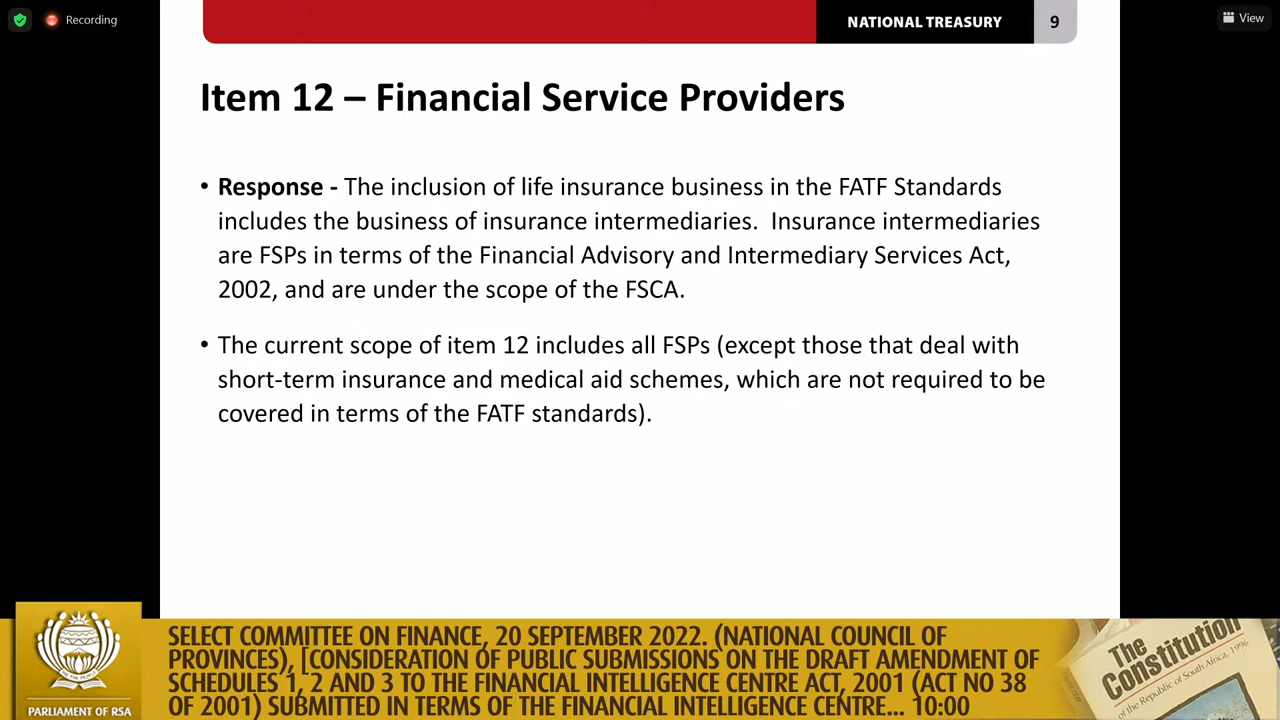 Recording
View
NATIONAL TREASURY
9
Item 12 – Financial Service Providers
• Response - The inclusion of life insurance business in the FATF Standards
includes the business of insurance intermediaries.  Insurance intermediaries
are FSPs in terms of the Financial Advisory and Intermediary Services Act,
2002, and are under the scope of the FSCA.
• The current scope of item 12 includes all FSPs (except those that deal with
short-term insurance and medical aid schemes, which are not required to be
covered in terms of the FATF standards).
PARLIAMENT OF RSA
SELECT COMMITTEE ON FINANCE, 20 SEPTEMBER 2022. (NATIONAL COUNCIL OF
PROVINCES), [CONSIDERATION OF PUBLIC SUBMISSIONS ON THE DRAFT AMENDMENT OF
SCHEDULES 1, 2 AND 3 TO THE FINANCIAL INTELLIGENCE CENTRE ACT, 2001 (ACT NO 38
OF 2001) SUBMITTED IN TERMS OF THE FINANCIAL INTELLIGENCE CENTRE... 10:00
The
Constitution
of the Republic of South Africa, 1996